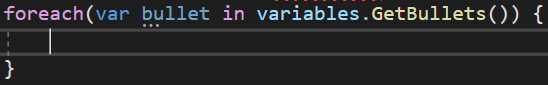 foreach(var bullet in variables.GetBullets()) {
}